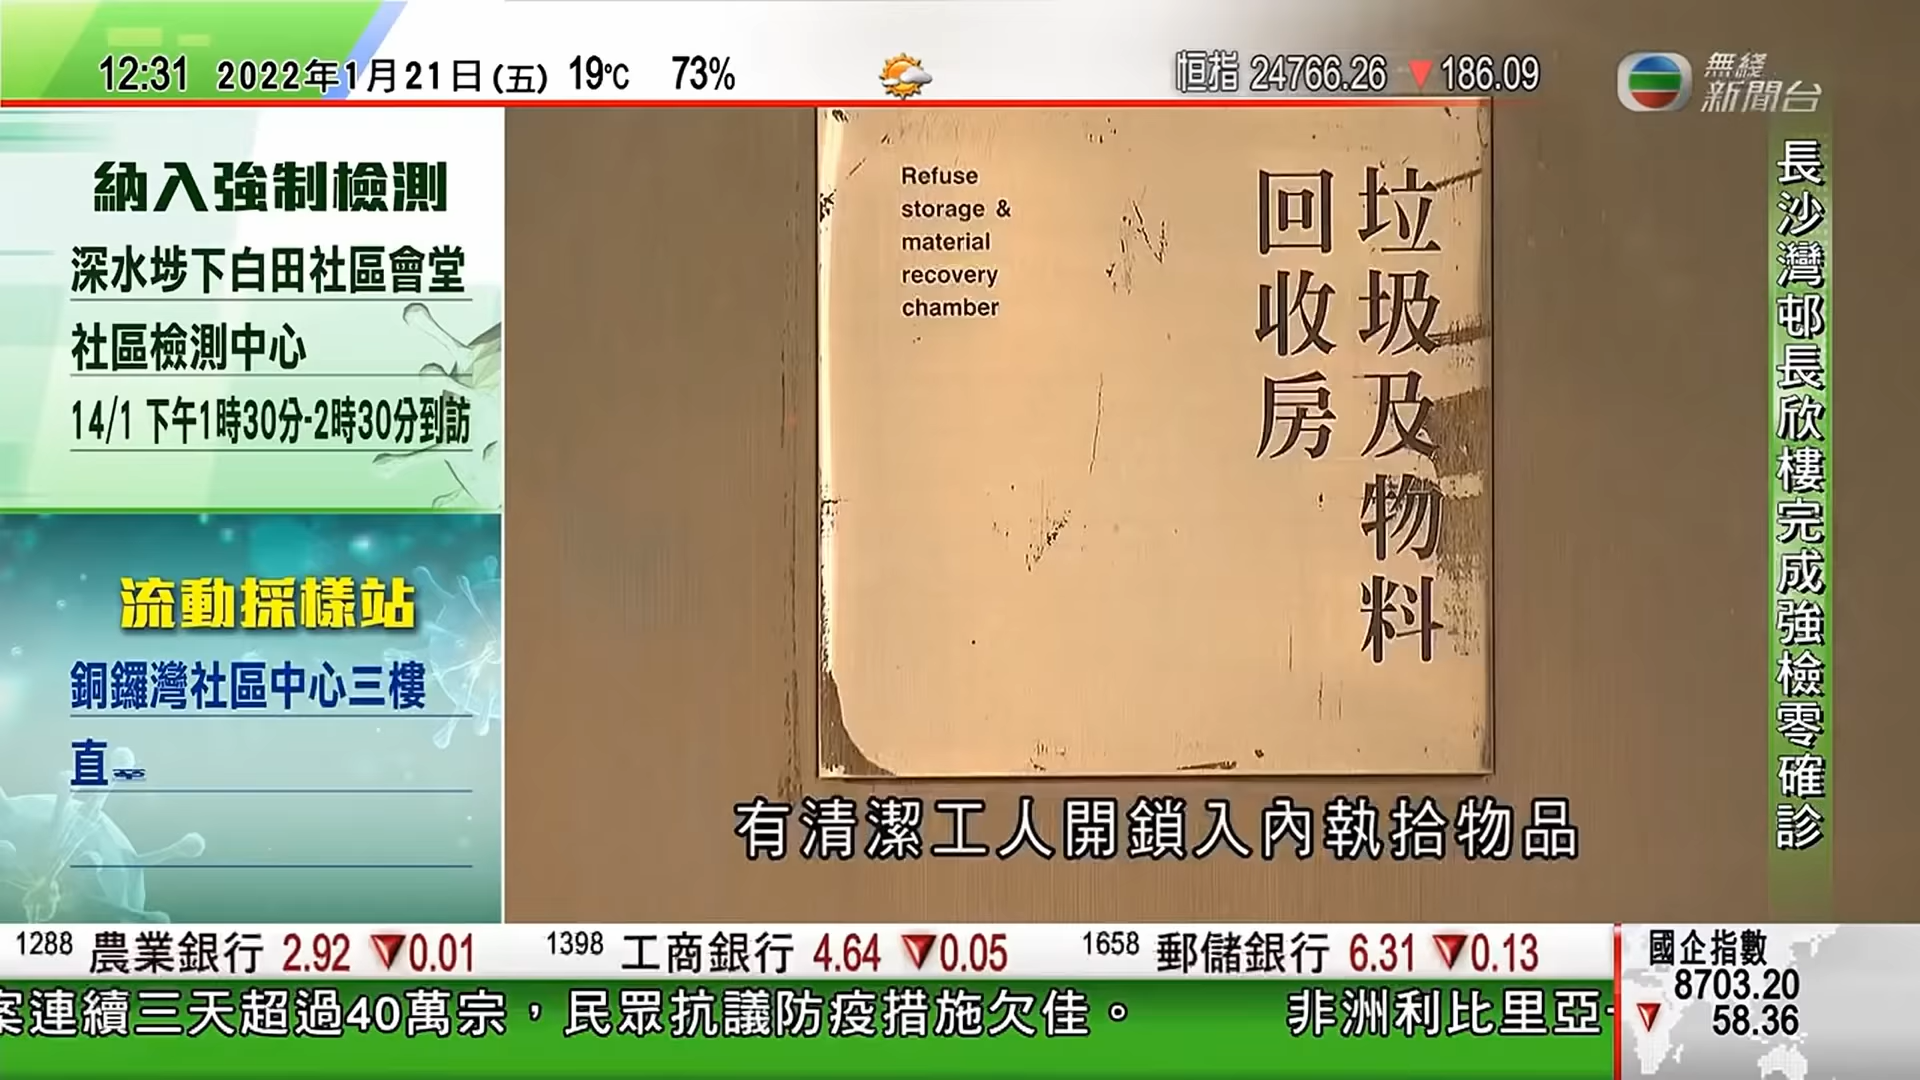 12:31 2022年1月21日(五) 19℃ 73% 恒指 24766.26 ▼186.09
無綫
新聞台
納入強制檢測
深水埗下白田社區會堂
社區檢測中心
14/1 下午1時30分-2時30分到訪
流動採樣站
銅鑼灣社區中心三樓
直
Refuse
storage &
material
recovery
chamber
垃圾及物料
回收房
長沙灣邨長欣樓完成強檢零確診
有清潔工人開鎖入內執拾物品
1288 農業銀行 2.92 ▼0.01 1398 工商銀行 4.64 ▼0.05 1658 郵儲銀行 6.31 ▼0.13
國企指數
8703.20
▼ 58.36
案連續三天超過40萬宗，民眾抗議防疫措施欠佳。 非洲利比里亞